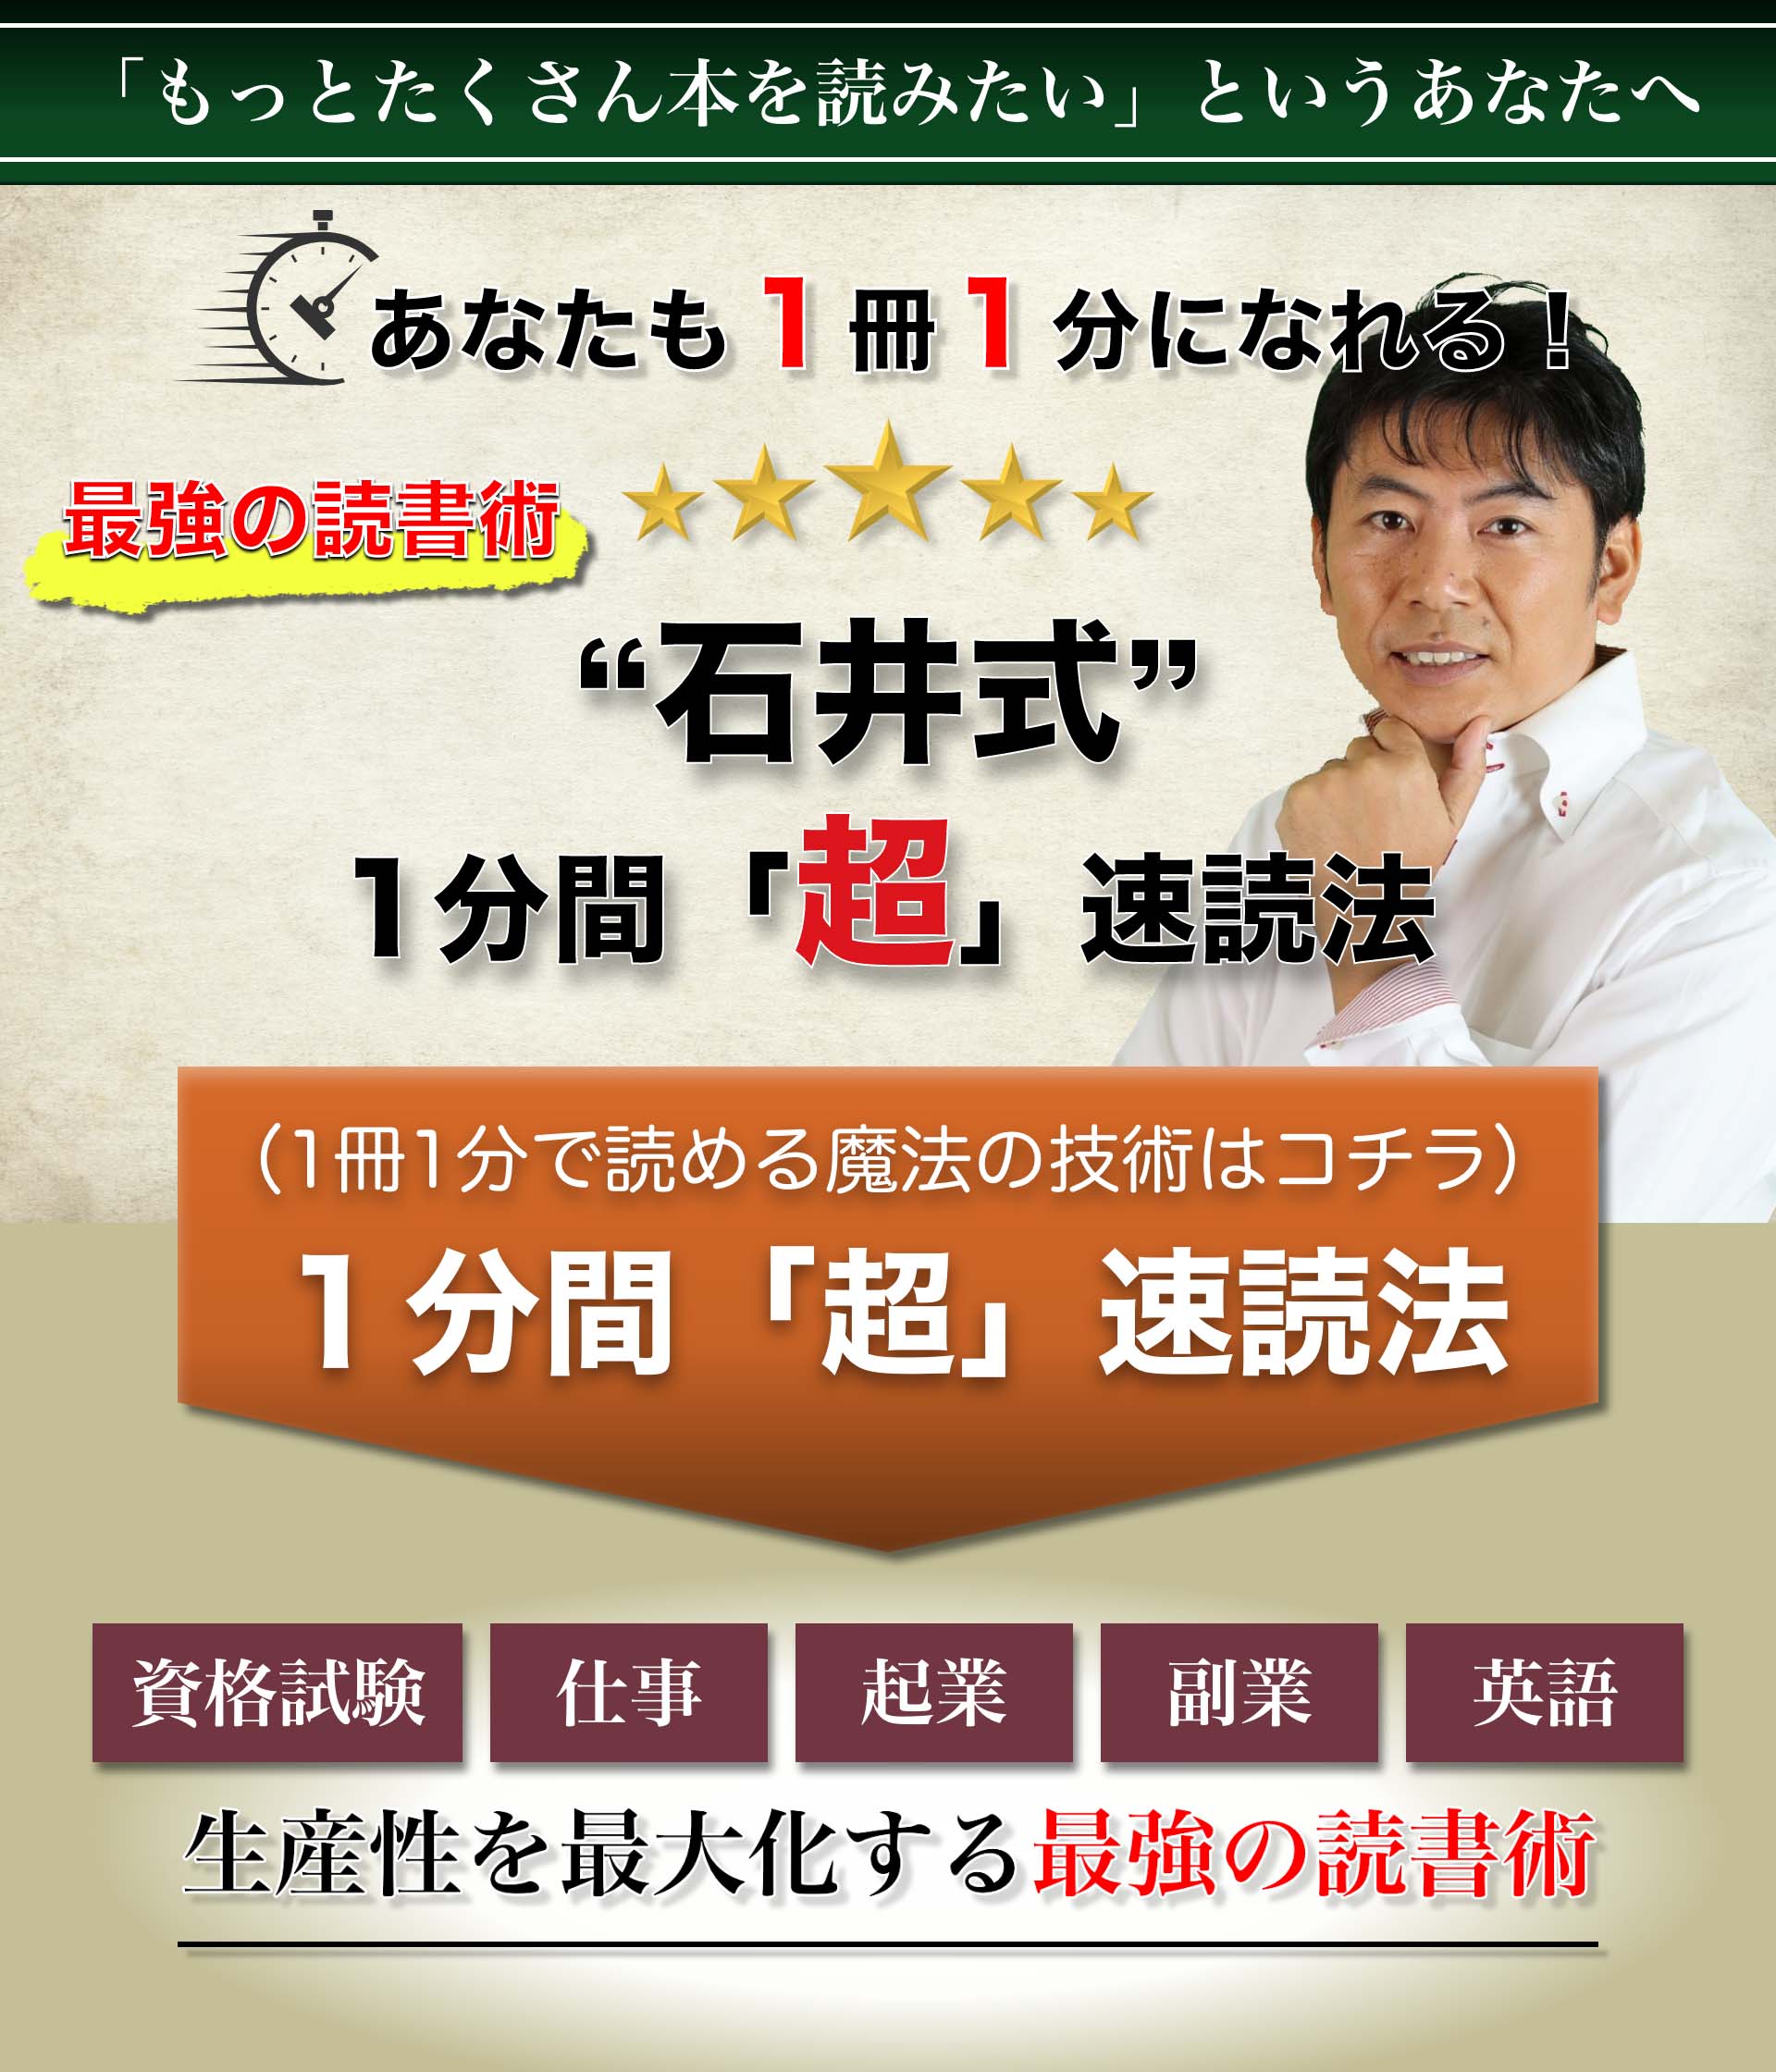 「もっとたくさん本を読みたい」というあなたへ
あなたも1冊1分になれる！
最強の読書術
“石井式”
1分間「超」速読法
（1冊1分で読める魔法の技術はコチラ）
1分間「超」速読法
資格試験 仕事 起業 副業 英語
生産性を最大化する最強の読書術